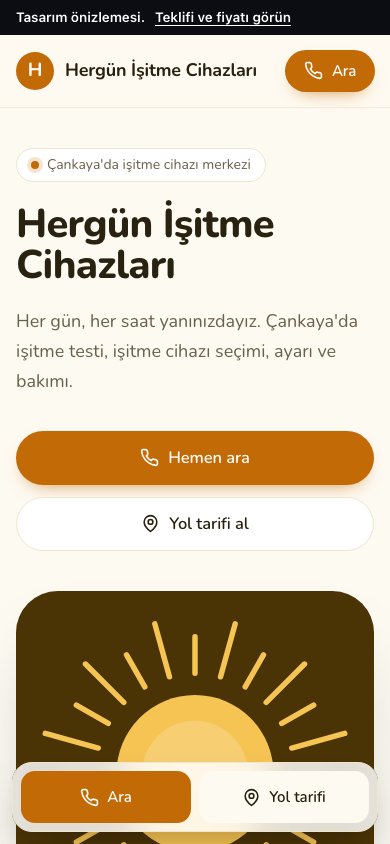 Tasarım önizlemesi. Teklifi ve fiyatı görün
H Hergün İşitme Cihazları Ara
Çankaya'da işitme cihazı merkezi
Hergün İşitme
Cihazları
Her gün, her saat yanınızdayız. Çankaya'da
işitme testi, işitme cihazı seçimi, ayarı ve
bakımı.
Hemen ara
Yol tarifi al
Ara Yol tarifi